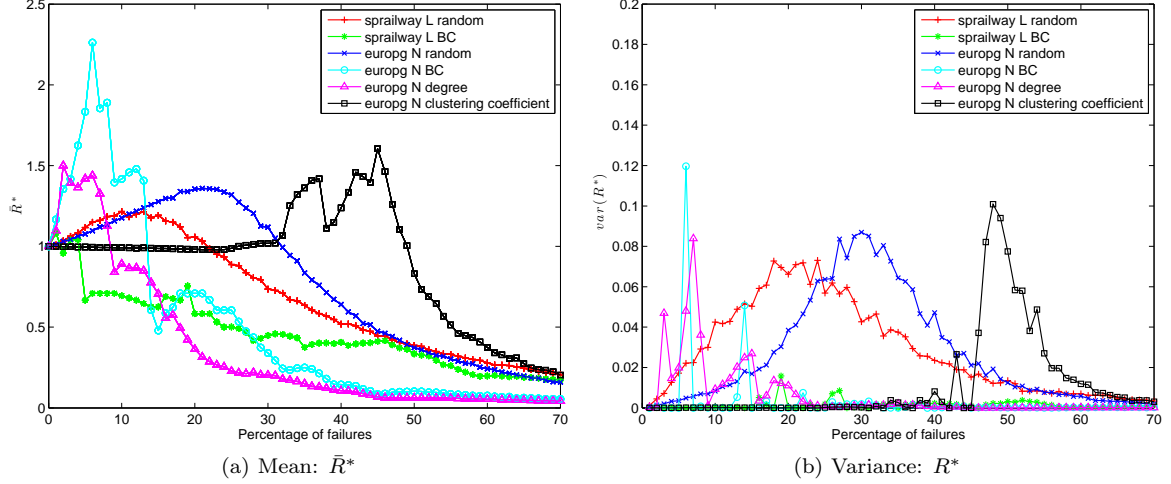 2.5
2
1.5
1
0.5
0
R̄*
0
10
20
30
40
50
60
70
Percentage of failures
sprailway L random
sprailway L BC
europg N random
europg N BC
europg N degree
europg N clustering coefficient
(a) Mean: R̄*
0.2
0.18
0.16
0.14
0.12
0.1
0.08
0.06
0.04
0.02
0
var(R*)
0
10
20
30
40
50
60
70
Percentage of failures
sprailway L random
sprailway L BC
europg N random
europg N BC
europg N degree
europg N clustering coefficient
(b) Variance: R*